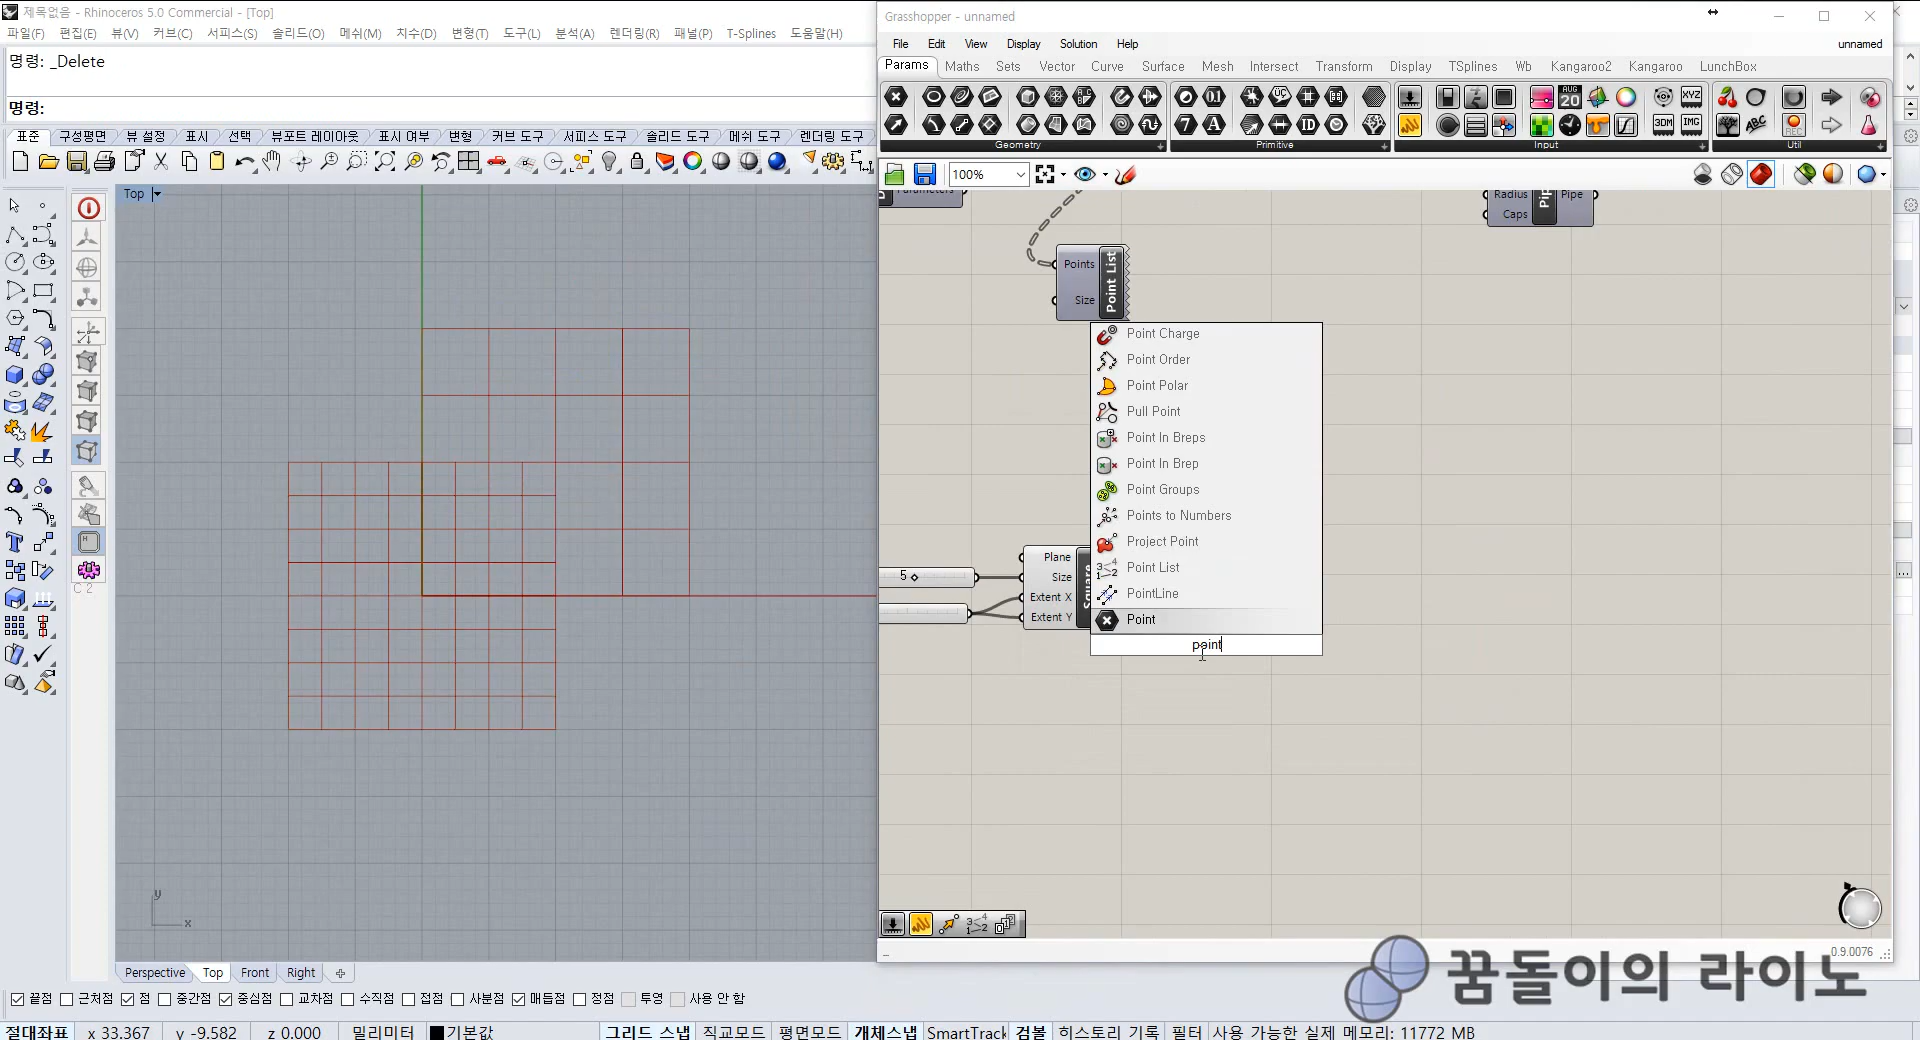 제목없음 - Rhinoceros 5.0 Commercial - [Top]
파일(F) 편집(E) 뷰(V) 커브(C) 서피스(S) 솔리드(O) 메쉬(M) 치수(D) 변형(T) 도구(L) 분석(A) 렌더링(R) 패널(P) T-Splines 도움말(H)
명령: _Delete
명령:
표준 구성평면 뷰 설정 표시 선택 뷰포트 레이아웃 표시 여부 변형 커브 도구 서피스 도구 솔리드 도구 메쉬 도구 렌더링 도구
Top
C 2
y
x
Perspective Top Front Right
끝점 근처점 점 중간점 중심점 교차점 수직점 접점 사분점 매듭점 정점 투영 사용 안 함
절대좌표 x 33.367 y -9.582 z 0.000 밀리미터 기본값 그리드 스냅 직교모드 평면모드 개체스냅 SmartTrack 검볼 히스토리 기록 필터 사용 가능한 실제 메모리: 11772 MB
Grasshopper - unnamed
File Edit View Display Solution Help unnamed
Params Maths Sets Vector Curve Surface Mesh Intersect Transform Display TSplines Wb Kangaroo2 Kangaroo LunchBox
Geometry Primitive Input Util
100%
Parameters
Radius Pipe
Caps
Points
Size
Point List
Point Charge
Point Order
Point Polar
Pull Point
Point In Breps
Point In Brep
Point Groups
Points to Numbers
Project Point
Point List
PointLine
Point
point
Plane
5 Size
Extent X
Extent Y
0.9.0076
꿈돌이의 라이노